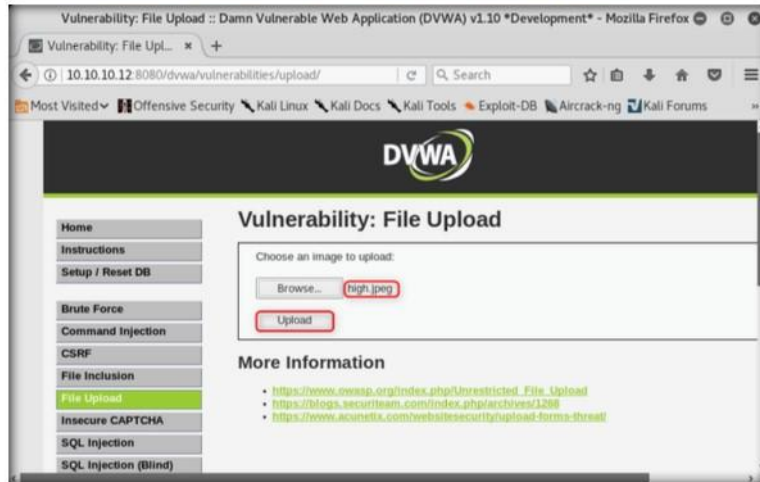 Vulnerability: File Upload :: Damn Vulnerable Web Application (DVWA) v1.10 *Development* - Mozilla Firefox
Vulnerability: File Upl...
10.10.10.12:8080/dvwa/vulnerabilities/upload/
Search
Most Visited
Offensive Security
Kali Linux
Kali Docs
Kali Tools
Exploit-DB
Aircrack-ng
Kali Forums
DVWA
Home
Instructions
Setup / Reset DB
Brute Force
Command Injection
CSRF
File Inclusion
File Upload
Insecure CAPTCHA
SQL Injection
SQL Injection (Blind)
Vulnerability: File Upload
Choose an image to upload:
Browse... high.jpeg
Upload
More Information
https://www.owasp.org/index.php/Unrestricted_File_Upload
https://blogs.securiteam.com/index.php/archives/1268
https://www.acunetix.com/websitesecurity/upload-forms-threat/